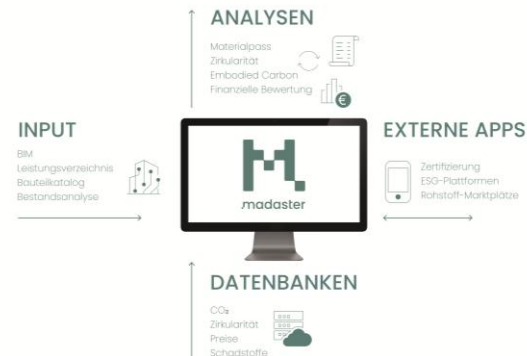 ANALYSEN
Materialpass
Zirkularität
Embodied Carbon
Finanzielle Bewertung
€
INPUT
BIM
Leistungsverzeichnis
Bauteilkatalog
Bestandsanalyse
M.
madaster
EXTERNE APPS
Zertifizierung
ESG-Plattformen
Rohstoff-Marktplätze
DATENBANKEN
CO₂
Zirkularität
Preise
Schadstoffe